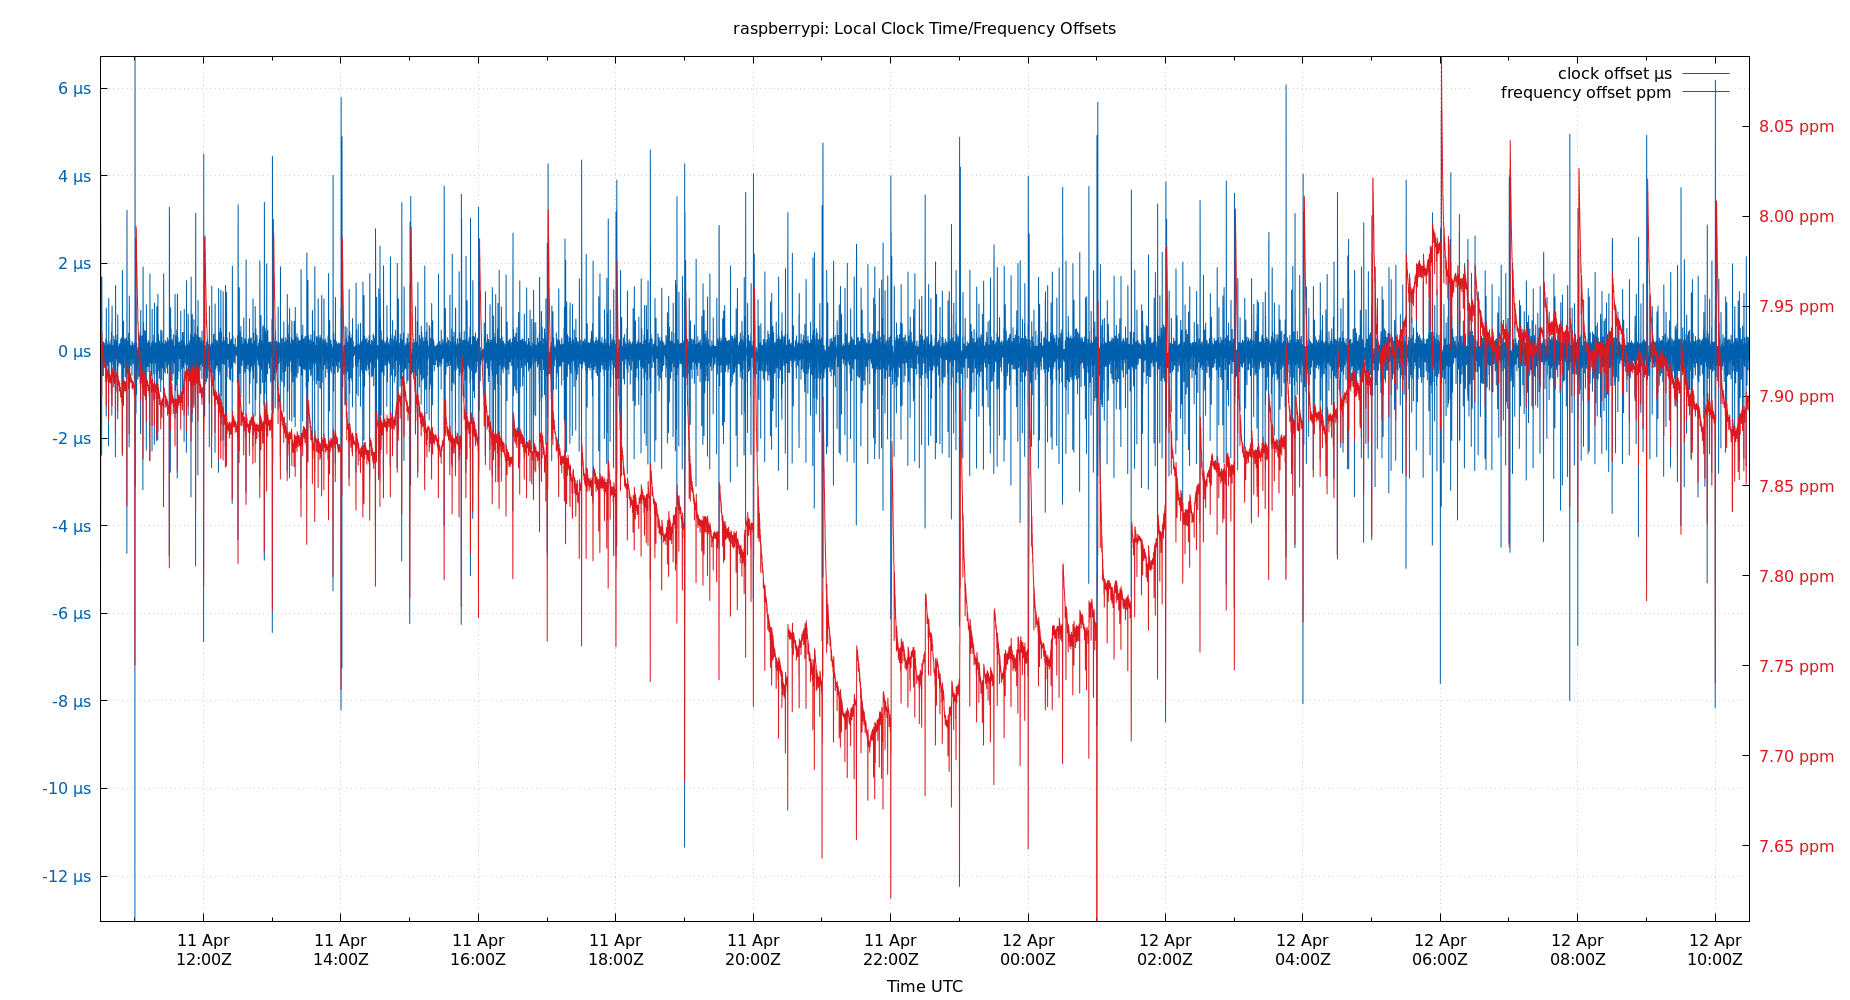 raspberrypi: Local Clock Time/Frequency Offsets
clock offset µs
frequency offset ppm
6 µs
4 µs
2 µs
0 µs
-2 µs
-4 µs
-6 µs
-8 µs
-10 µs
-12 µs
8.05 ppm
8.00 ppm
7.95 ppm
7.90 ppm
7.85 ppm
7.80 ppm
7.75 ppm
7.70 ppm
7.65 ppm
11 Apr 11 Apr 11 Apr 11 Apr 11 Apr 11 Apr 12 Apr 12 Apr 12 Apr 12 Apr 12 Apr 12 Apr
12:00Z 14:00Z 16:00Z 18:00Z 20:00Z 22:00Z 00:00Z 02:00Z 04:00Z 06:00Z 08:00Z 10:00Z
Time UTC